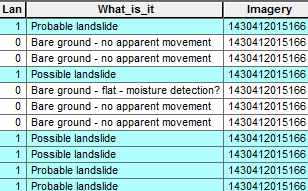 Lan What_is_it Imagery
1 Probable landslide 1430412015166
0 Bare ground - no apparent movement 1430412015166
0 Bare ground - no apparent movement 1430412015166
1 Possible landslide 1430412015166
0 Bare ground - flat - moisture detection? 1430412015166
0 Bare ground - no apparent movement 1430412015166
0 Bare ground - no apparent movement 1430412015166
1 Possible landslide 1430412015166
1 Possible landslide 1430412015166
1 Probable landslide 1430412015166
1 Probable landslide 1430412015166